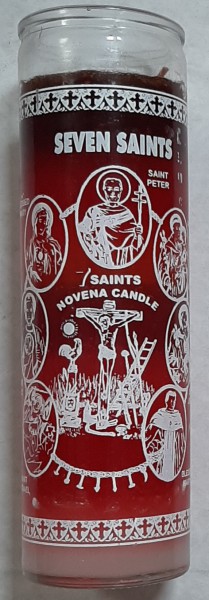 SEVEN SAINTS
SAINT
PETER
7 SAINTS
NOVENA CANDLE